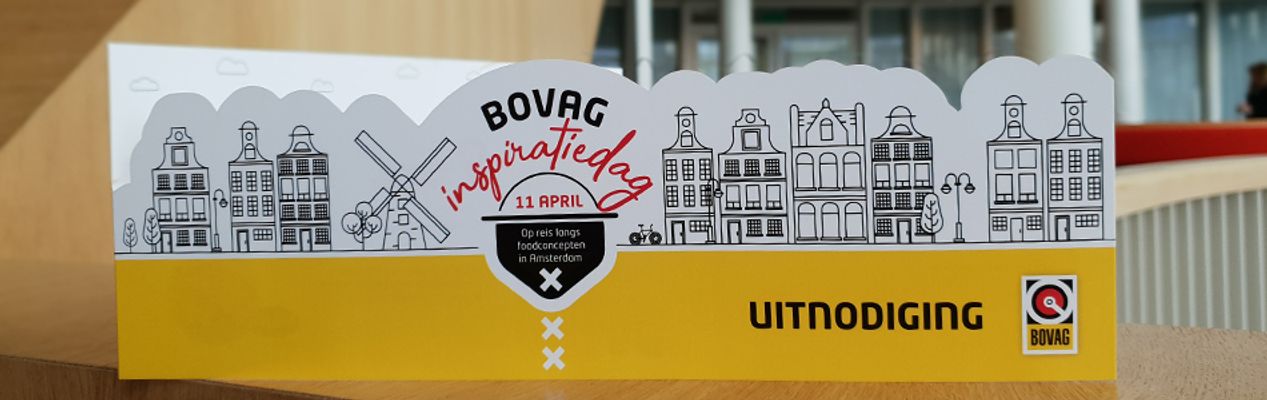 BOVAG
inspiratiedag
11 APRIL
Op reis langs
foodconcepten
in Amsterdam
UITNODIGING
BOVAG